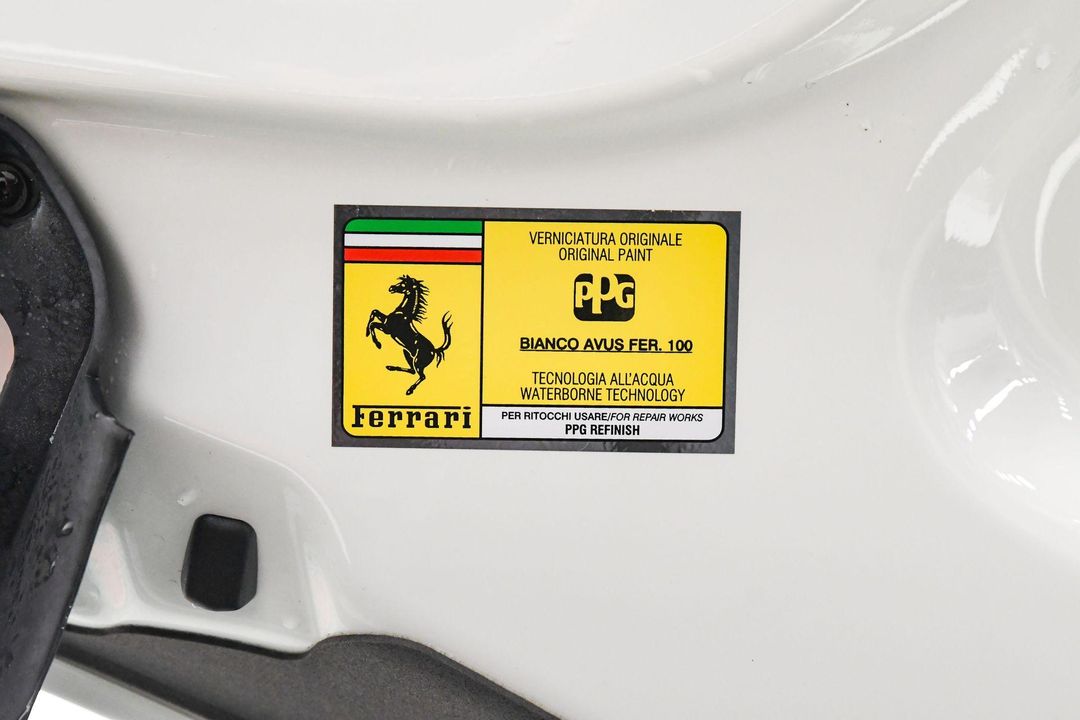 Ferrari
VERNICIATURA ORIGINALE
ORIGINAL PAINT
PPG
BIANCO AVUS FER. 100
TECNOLOGIA ALL'ACQUA
WATERBORNE TECHNOLOGY
PER RITOCCHI USARE/FOR REPAIR WORKS
PPG REFINISH